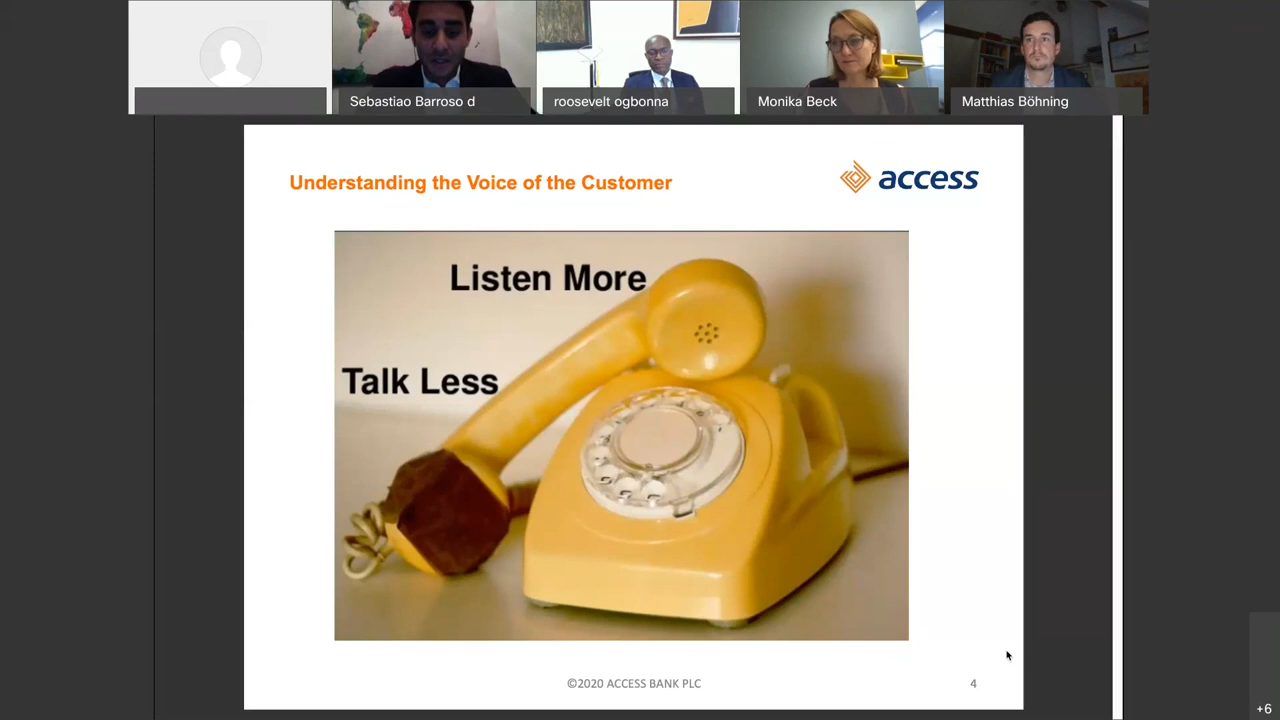 Sebastiao Barroso d
roosevelt ogbonna
Monika Beck
Matthias Böhning
Understanding the Voice of the Customer
access
Listen More
Talk Less
©2020 ACCESS BANK PLC
4
+6